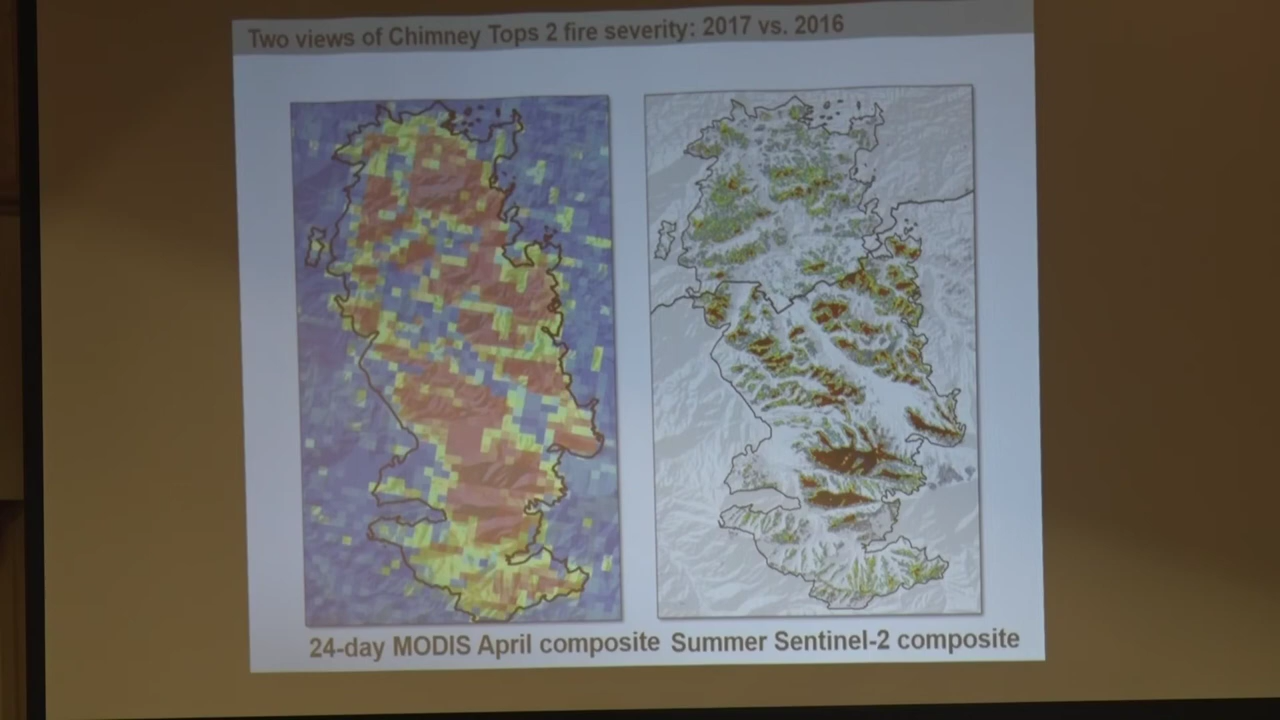 Two views of Chimney Tops 2 fire severity: 2017 vs. 2016
24-day MODIS April composite
Summer Sentinel-2 composite